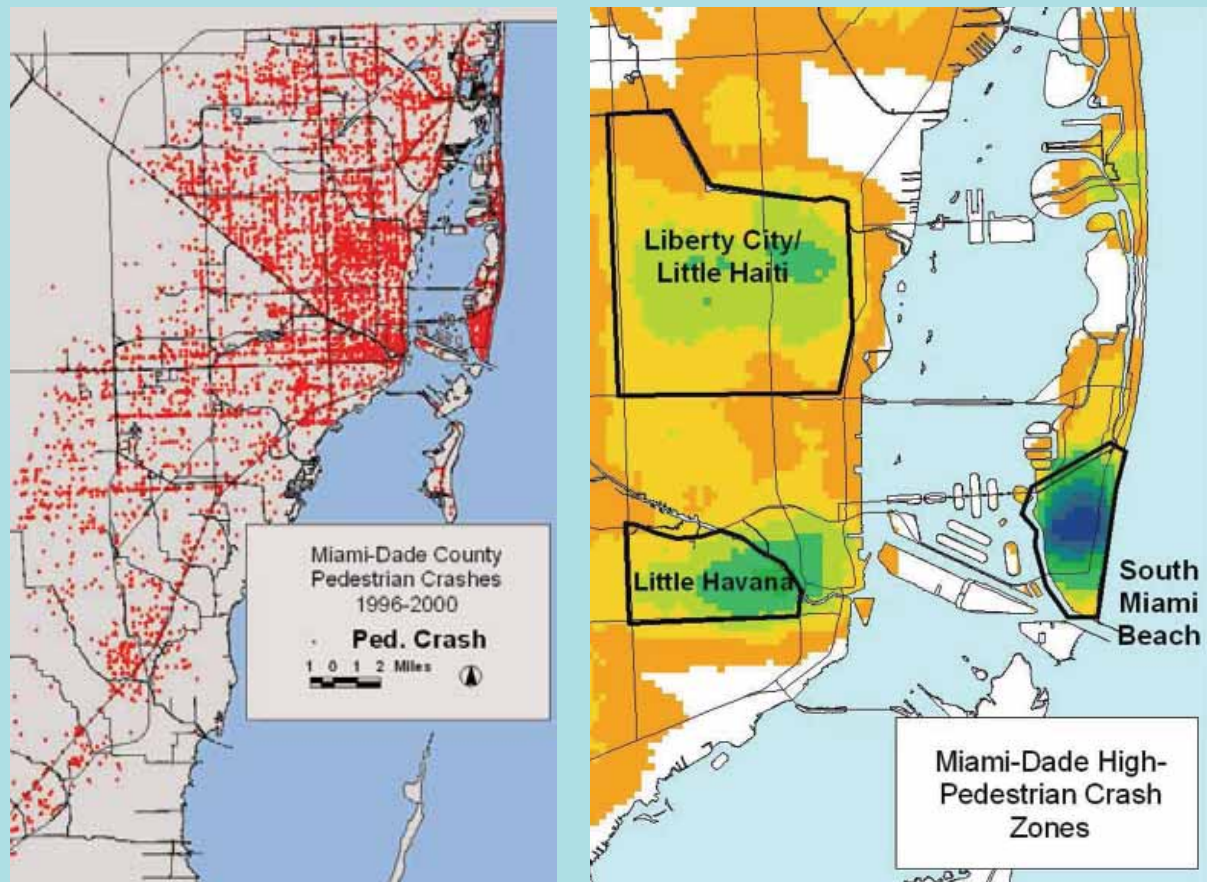 Miami-Dade County
Pedestrian Crashes
1996-2000
Ped. Crash
1 0 1 2 Miles
Liberty City/
Little Haiti
Little Havana
South
Miami
Beach
Miami-Dade High-
Pedestrian Crash
Zones